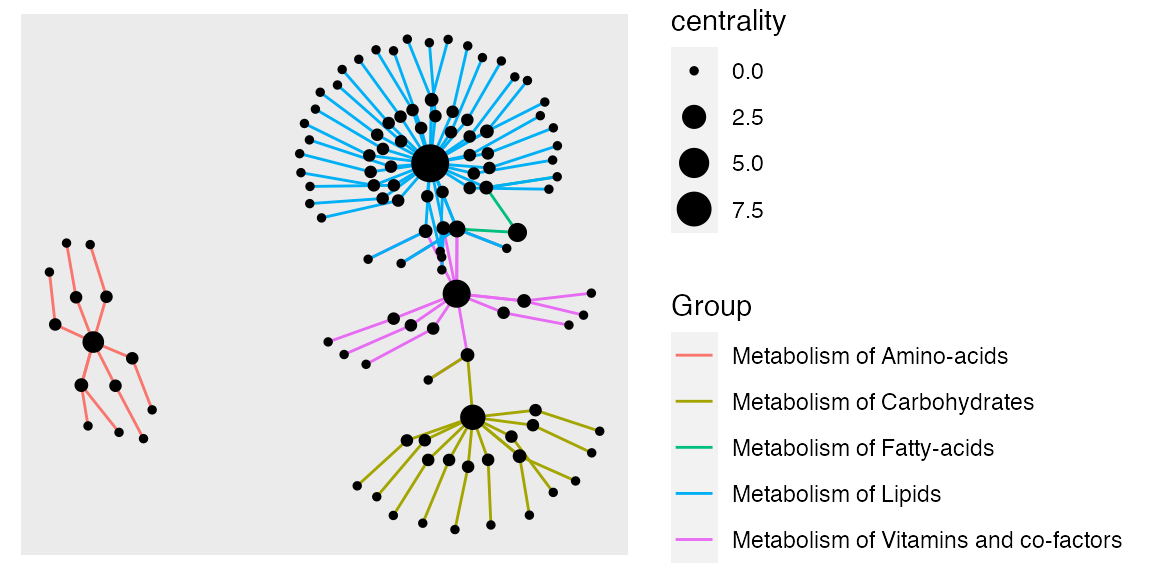 centrality
0.0
2.5
5.0
7.5
Group
Metabolism of Amino-acids
Metabolism of Carbohydrates
Metabolism of Fatty-acids
Metabolism of Lipids
Metabolism of Vitamins and co-factors